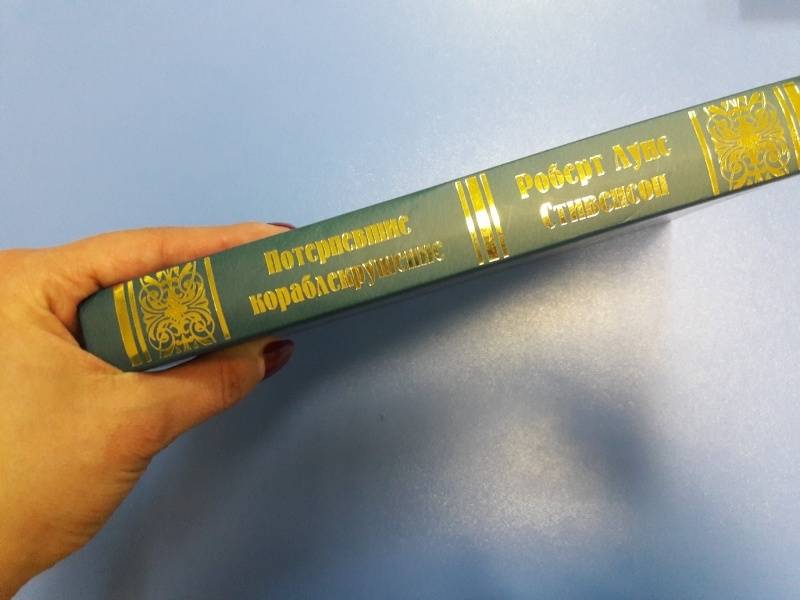 Потерпевшие
кораблекрушение
Роберт Луис
Стивенсон